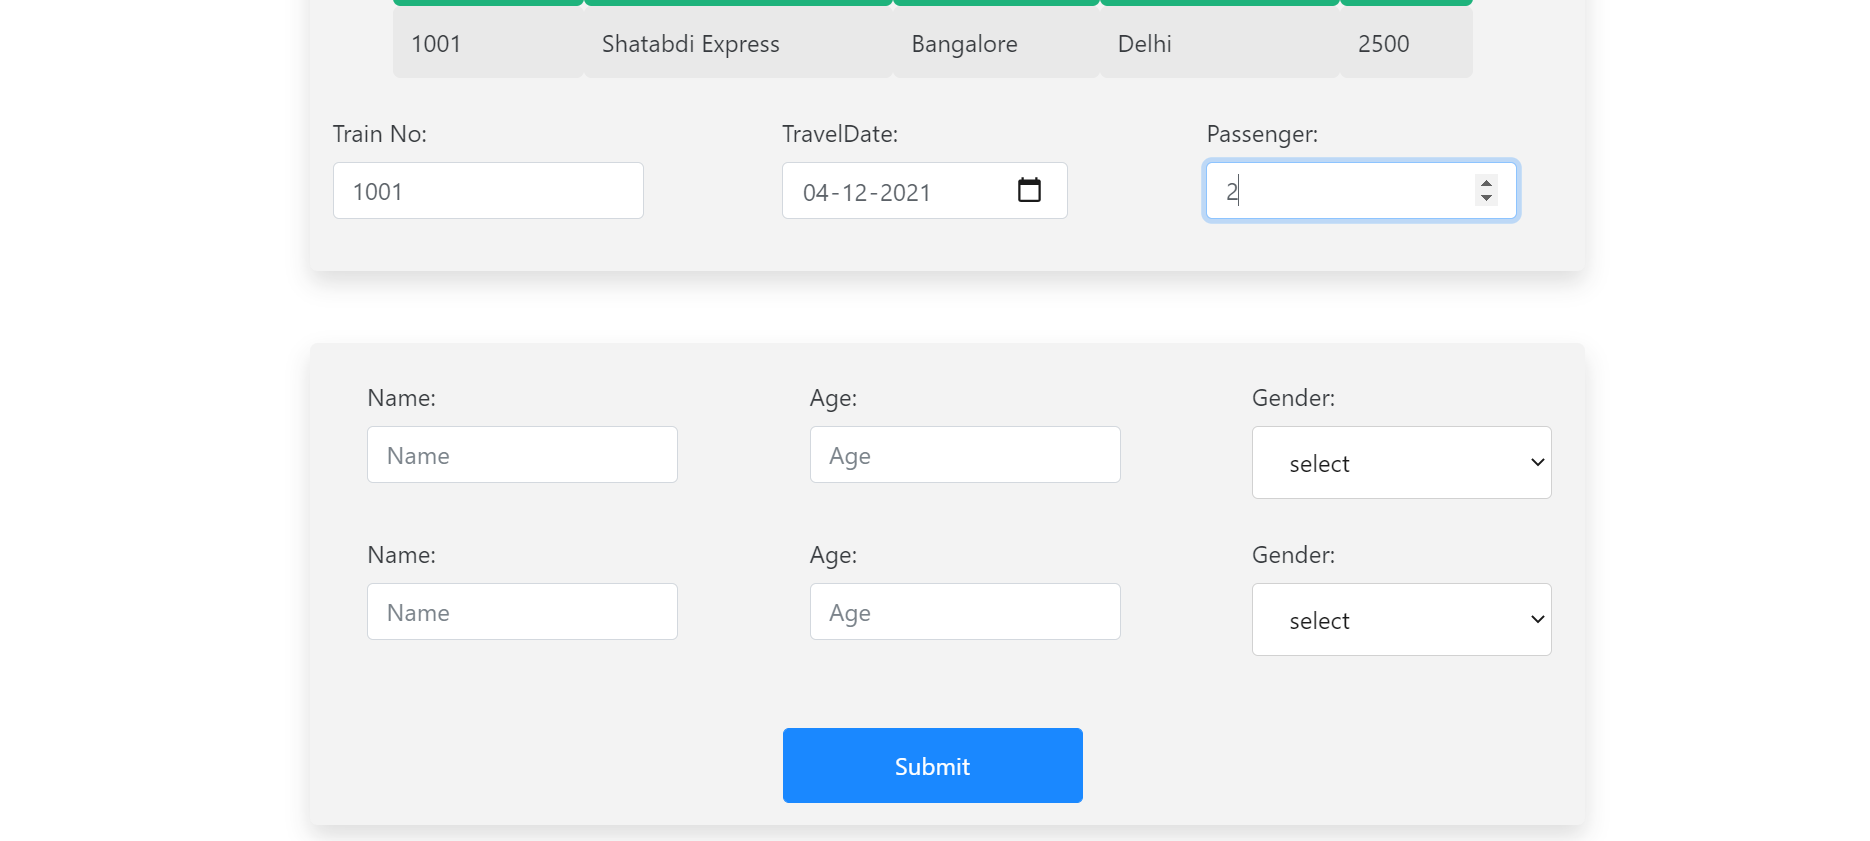 1001 Shatabdi Express Bangalore Delhi 2500
Train No: TravelDate: Passenger:
1001 04-12-2021 2
Name: Age: Gender:
Name Age select
Name: Age: Gender:
Name Age select
Submit